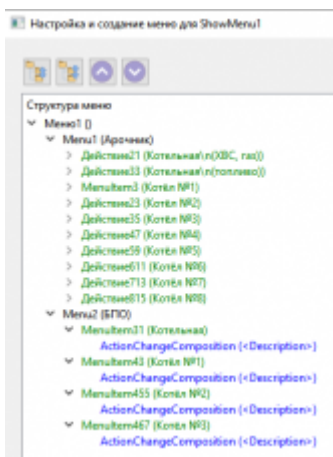 Настройка и создание меню для ShowMenu1
Структура меню
Меню1 ()
Menu1 (Арочник)
Действие21 (Котельная\n(ХВС, газ))
Действие33 (Котельная\n(топливо))
MenuItem3 (Котёл №1)
Действие23 (Котёл №2)
Действие35 (Котёл №3)
Действие47 (Котёл №4)
Действие59 (Котёл №5)
Действие611 (Котёл №6)
Действие713 (Котёл №7)
Действие815 (Котёл №8)
Menu2 (БПО)
MenuItem31 (Котельная)
ActionChangeComposition (<Description>)
MenuItem43 (Котёл №1)
ActionChangeComposition (<Description>)
MenuItem455 (Котёл №2)
ActionChangeComposition (<Description>)
MenuItem467 (Котёл №3)
ActionChangeComposition (<Description>)